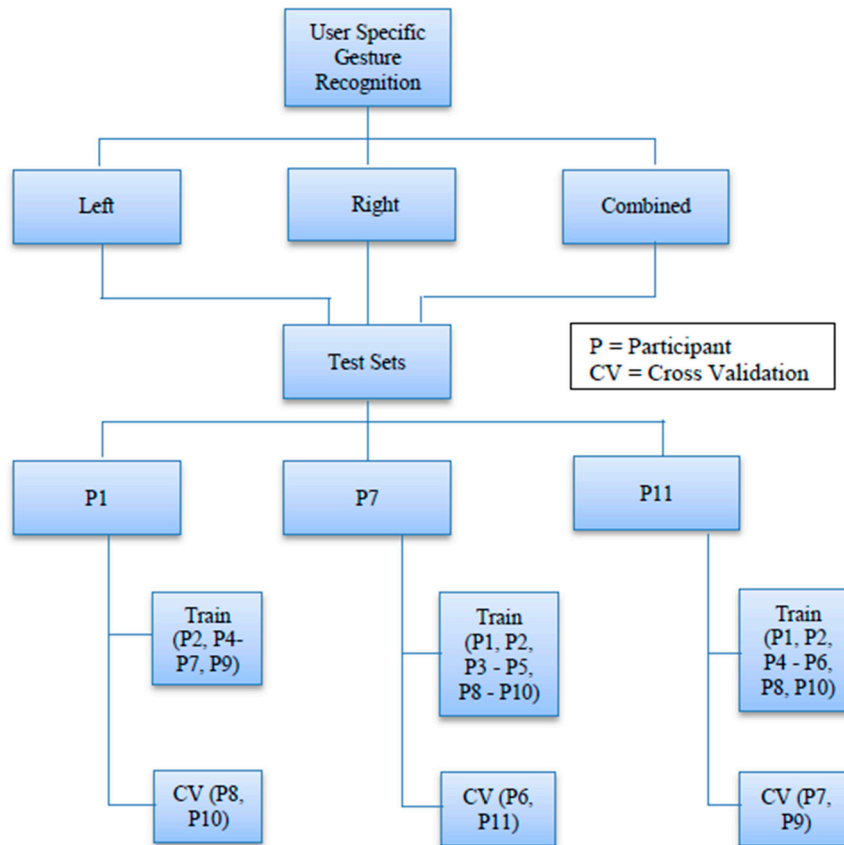 User Specific
Gesture
Recognition
Left
Right
Combined
Test Sets
P = Participant
CV = Cross Validation
P1
P7
P11
Train
(P2, P4-
P7, P9)
Train
(P1, P2,
P3 - P5,
P8 - P10)
Train
(P1, P2,
P4 - P6,
P8, P10)
CV (P8,
P10)
CV (P6,
P11)
CV (P7,
P9)